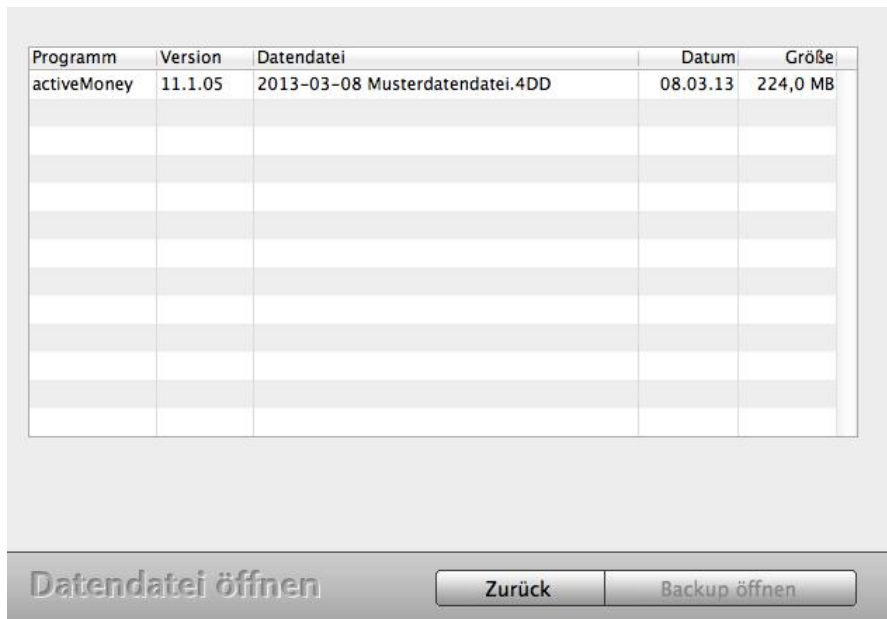 Programm Version Datendatei Datum Größe
activeMoney 11.1.05 2013-03-08 Musterdatendatei.4DD 08.03.13 224,0 MB
Datendatei öffnen Zurück Backup öffnen